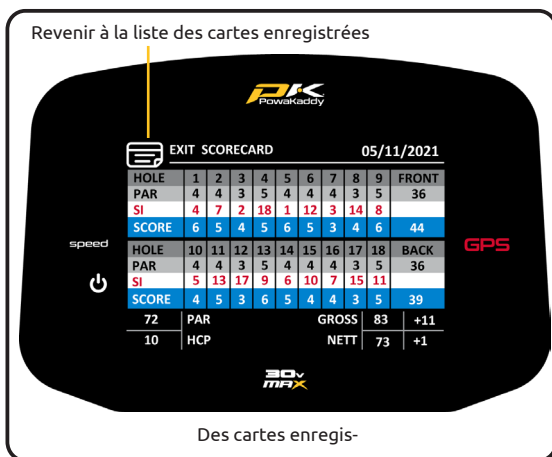 Revenir à la liste des cartes enregistrées
PK
PowaKaddy
EXIT SCORECARD 05/11/2021
HOLE 1 2 3 4 5 6 7 8 9 FRONT
PAR 4 4 3 5 4 4 4 3 5 36
SI 4 7 2 18 1 12 3 14 8
SCORE 6 5 4 5 6 5 3 4 6 44
HOLE 10 11 12 13 14 15 16 17 18 BACK
PAR 4 4 3 5 4 4 4 3 5 36
SI 5 13 17 9 6 10 7 15 11
SCORE 4 5 3 6 5 4 4 3 5 39
72 PAR GROSS 83 +11
10 HCP NETT 73 +1
speed
GPS
30v
MAX
Des cartes enregis-